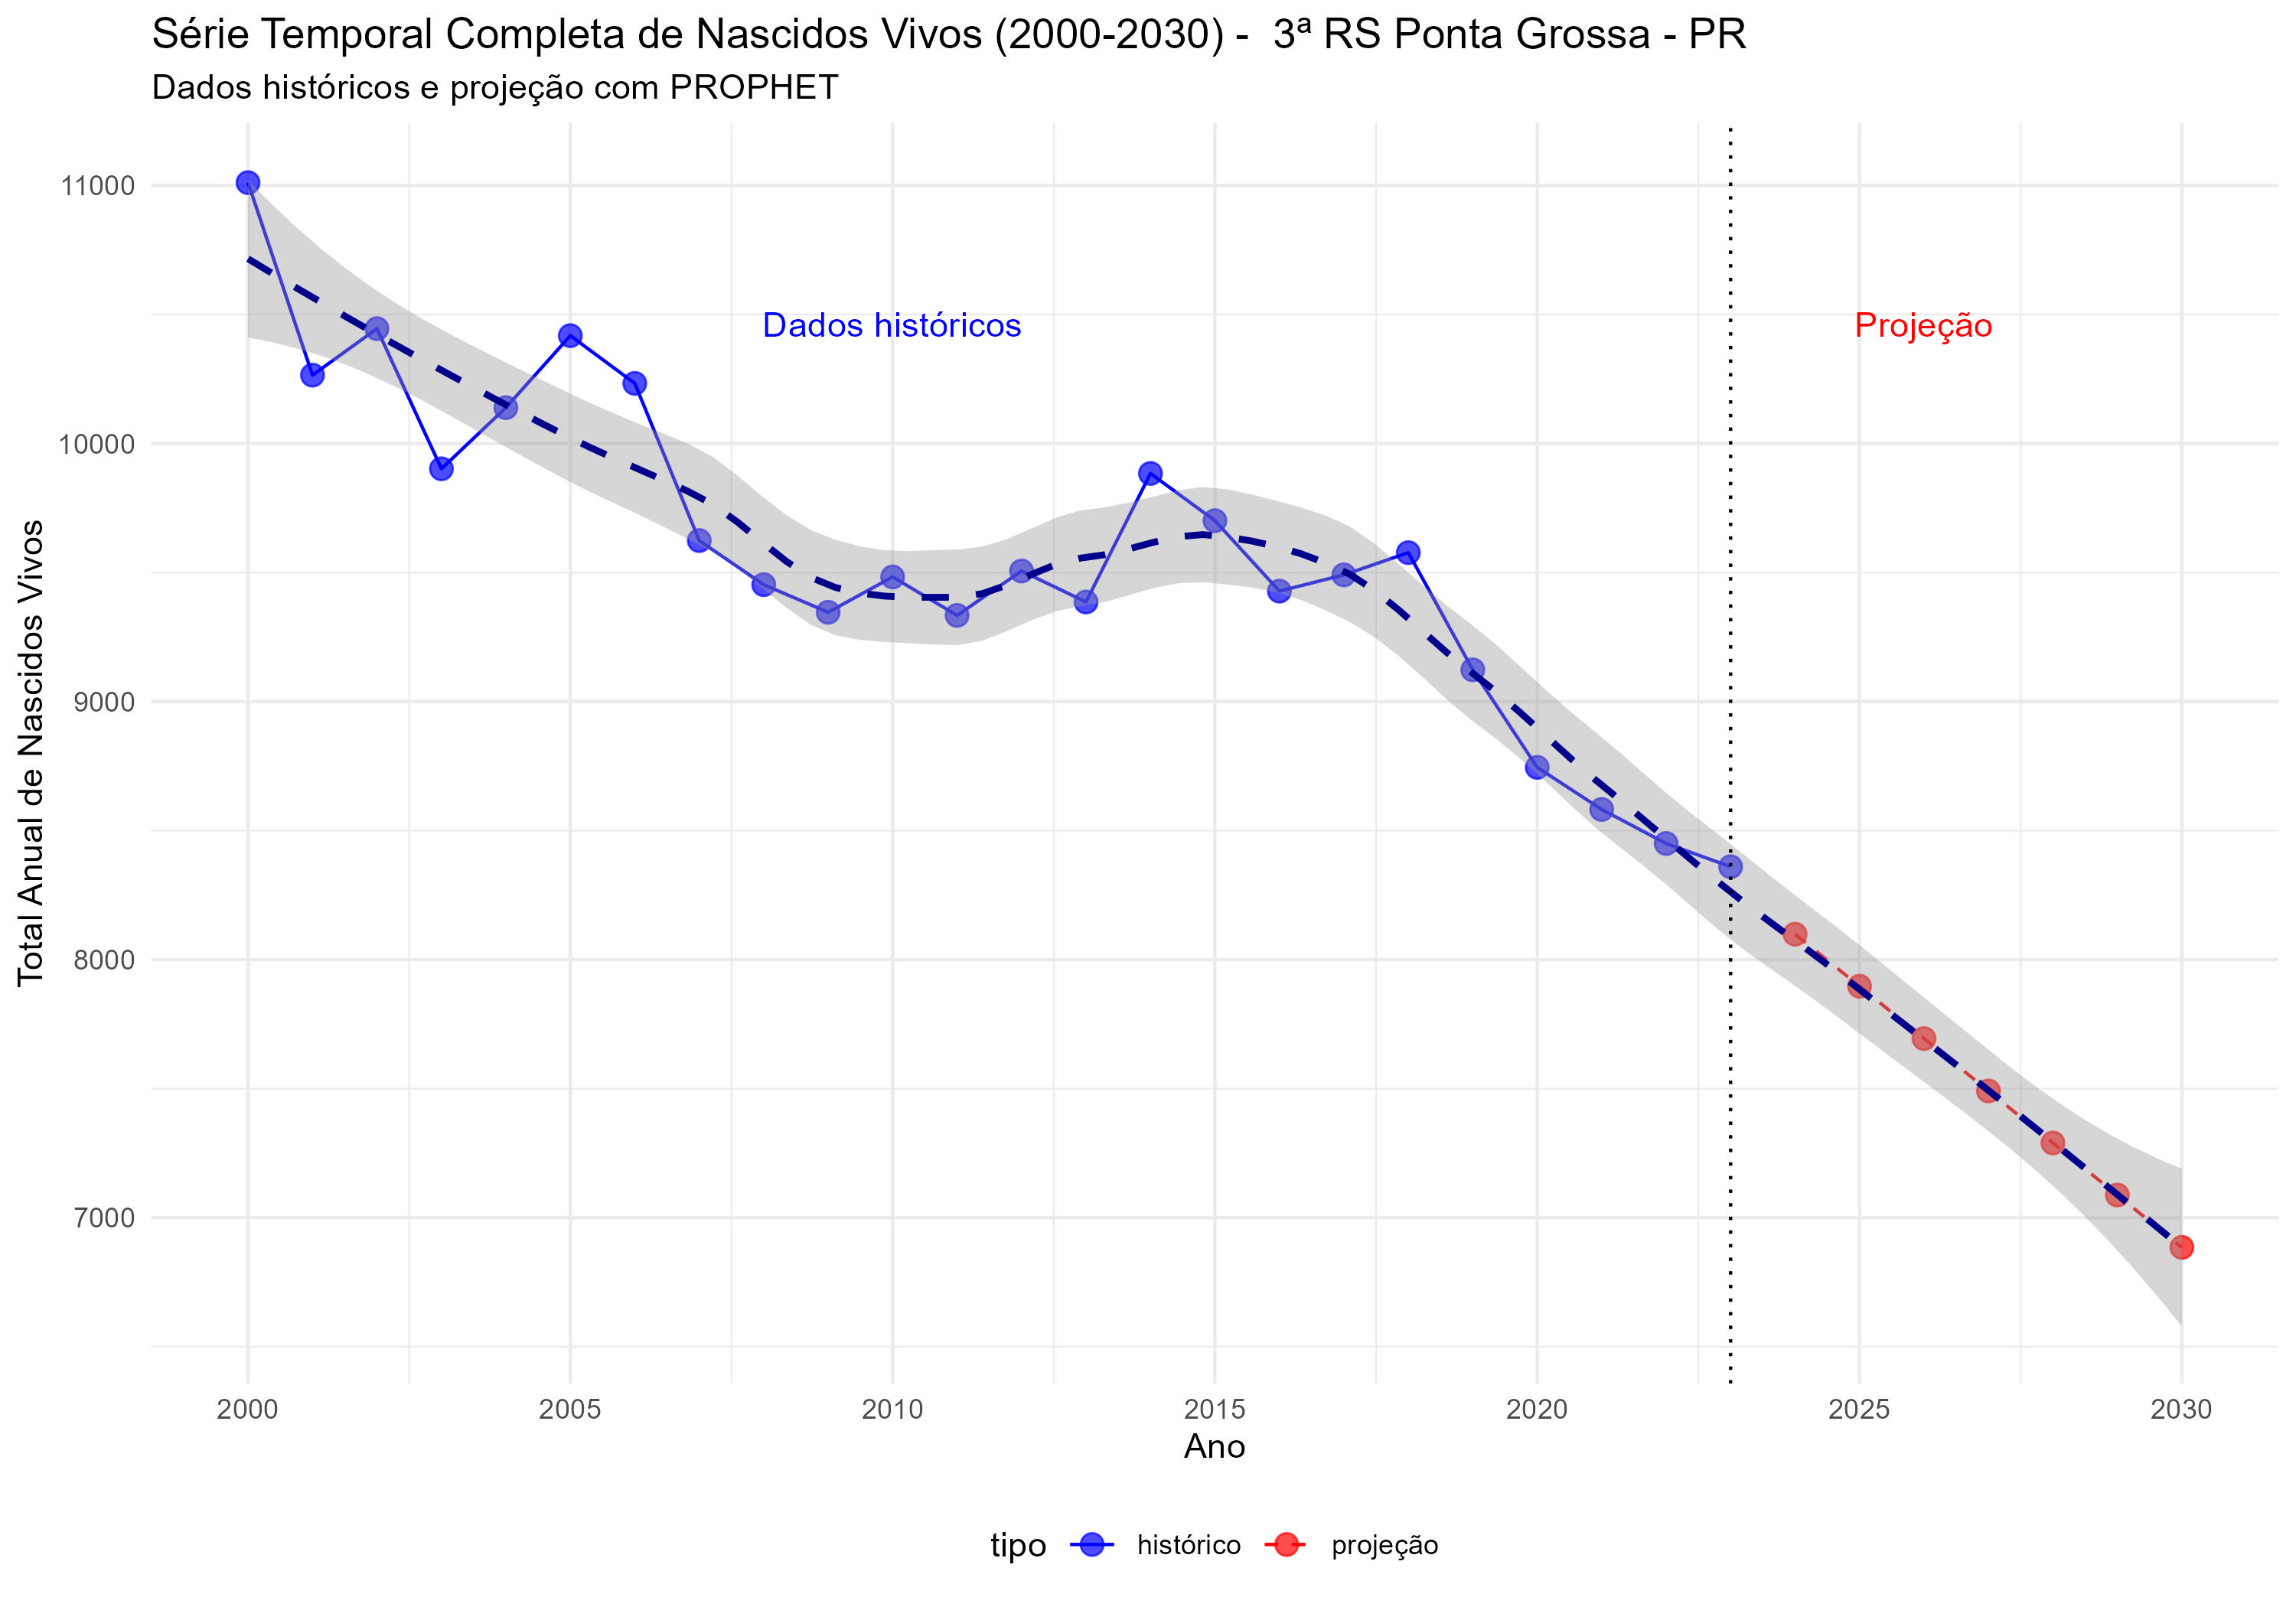 Série Temporal Completa de Nascidos Vivos (2000-2030) -  3ª RS Ponta Grossa - PR
Dados históricos e projeção com PROPHET
Total Anual de Nascidos Vivos
11000
10000
9000
8000
7000
Dados históricos
Projeção
2000 2005 2010 2015 2020 2025 2030
Ano
tipo histórico projeção